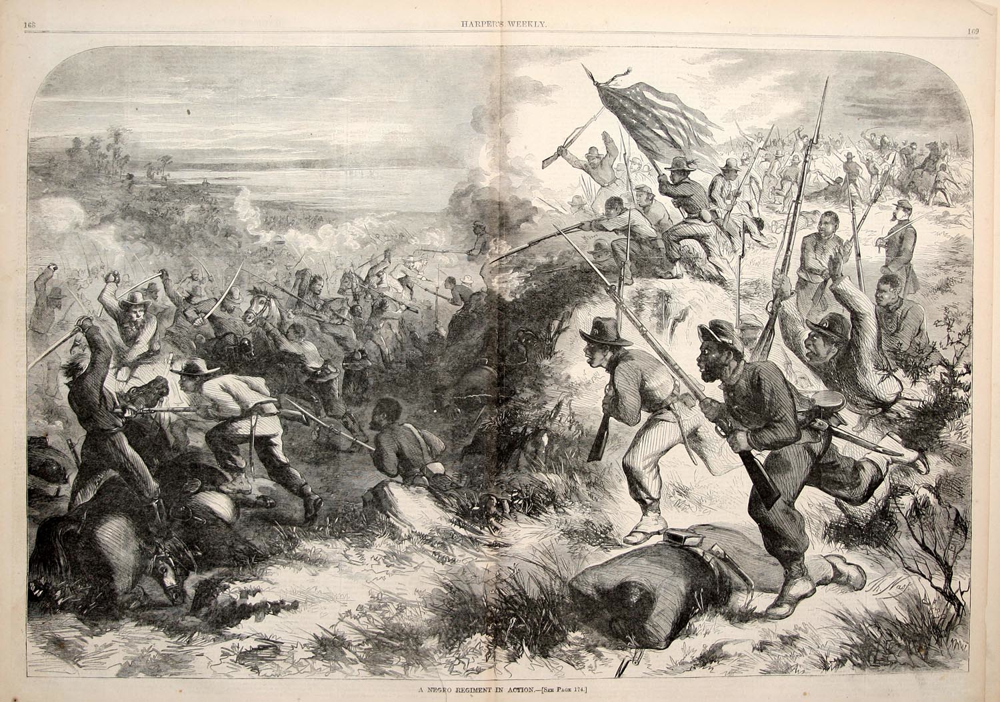 168
HARPER'S WEEKLY.
169
Th. Nast
A NEGRO REGIMENT IN ACTION.—[SEE PAGE 174.]